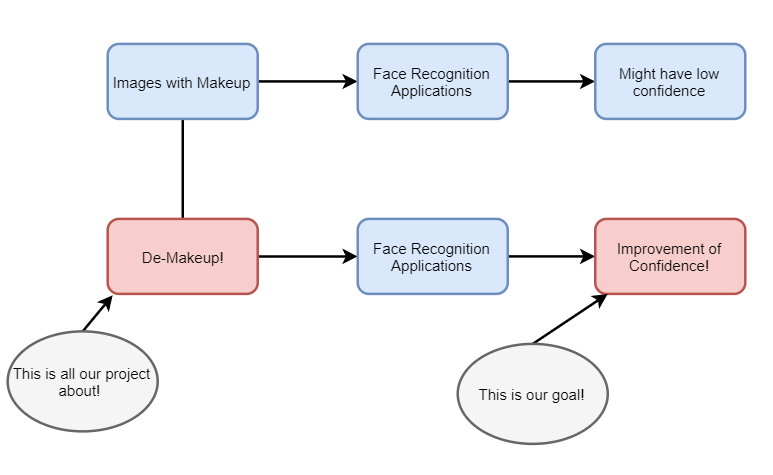 Images with Makeup
Face Recognition
Applications
Might have low
confidence
De-Makeup!
Face Recognition
Applications
Improvement of
Confidence!
This is all our project
about!
This is our goal!